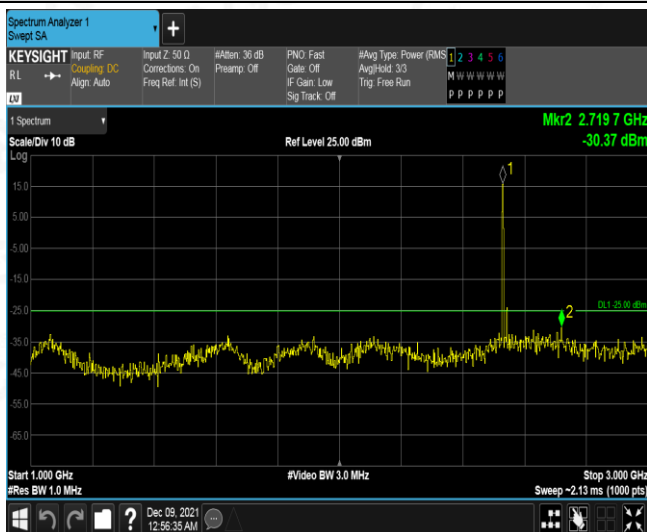 Spectrum Analyzer 1
Swept SA
+
KEYSIGHT
RL
LXI
Input: RF
Coupling: DC
Align: Auto
Input Z: 50 Ω
Corrections: On
Freq Ref: Int (S)
#Atten: 36 dB
Preamp: Off
PNO: Fast
Gate: Off
IF Gain: Low
Sig Track: Off
#Avg Type: Power (RMS
Avg|Hold: 3/3
Trig: Free Run
1 2 3 4 5 6
M W W W W W
P P P P P P
1 Spectrum
Mkr2 2.719 7 GHz
Scale/Div 10 dB
Ref Level 25.00 dBm
-30.37 dBm
Log
1
15.0
5.00
-5.00
-15.0
-25.0
DL1 -25.00 dBm
2
-35.0
-45.0
-55.0
-65.0
Start 1.000 GHz
#Video BW 3.0 MHz
Stop 3.000 GHz
#Res BW 1.0 MHz
Sweep ~2.13 ms (1000 pts)
?
Dec 09, 2021
12:56:35 AM